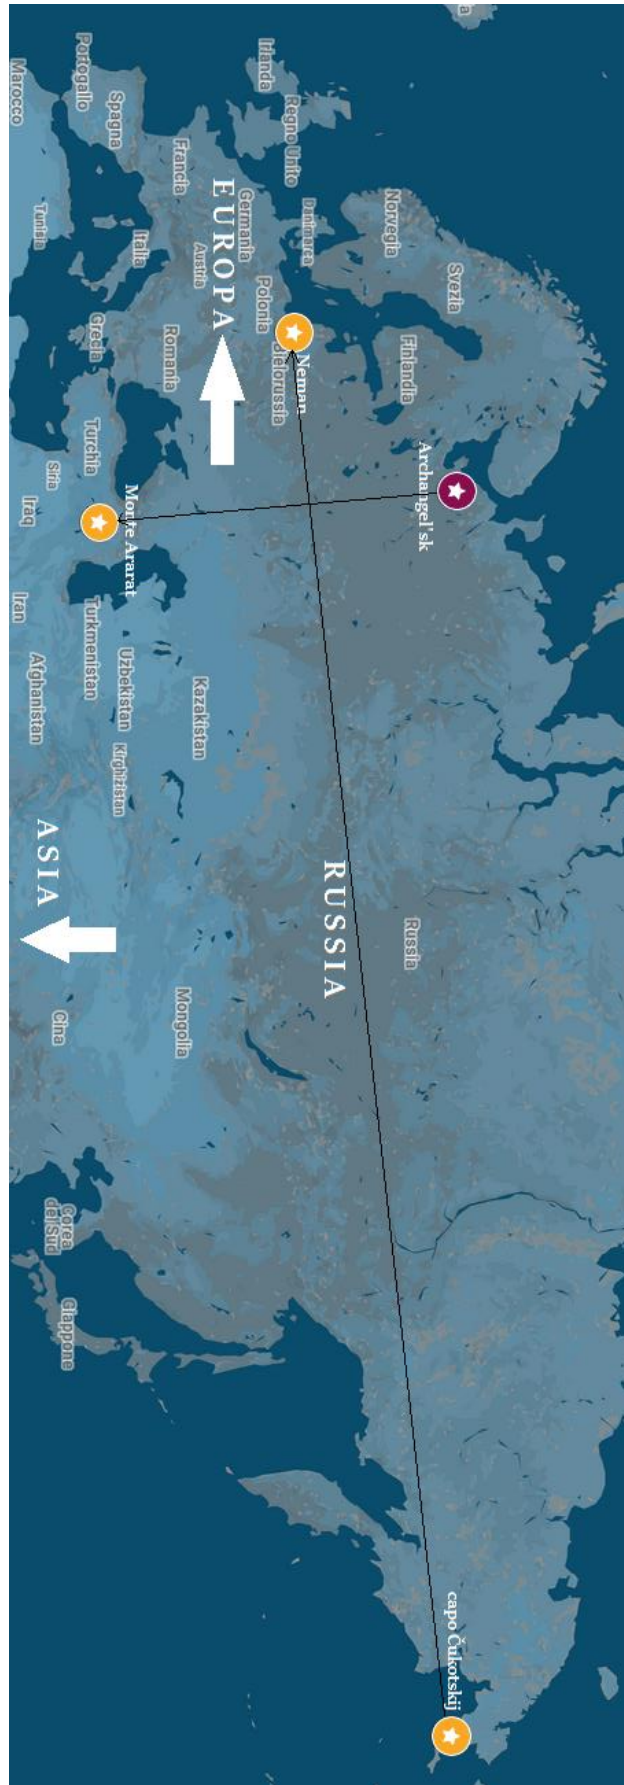 Svezia
capo Čukotskij
Archangel'sk
Russia
Finlandia
Norvegia
RUSSIA
Danimarca
Neman
Regno Unito
Bielorussia
Irlanda
Polonia
Germania
EUROPA
Austria
Kazakistan
Francia
Mongolia
Romania
Italia
Monte Ararat
Uzbekistan
Kirghizistan
Spagna
Grecia
Turchia
Turkmenistan
Portogallo
Corea
del Sud
Giappone
Cina
Siria
ASIA
Tunisia
Afghanistan
Iraq
Iran
Marocco